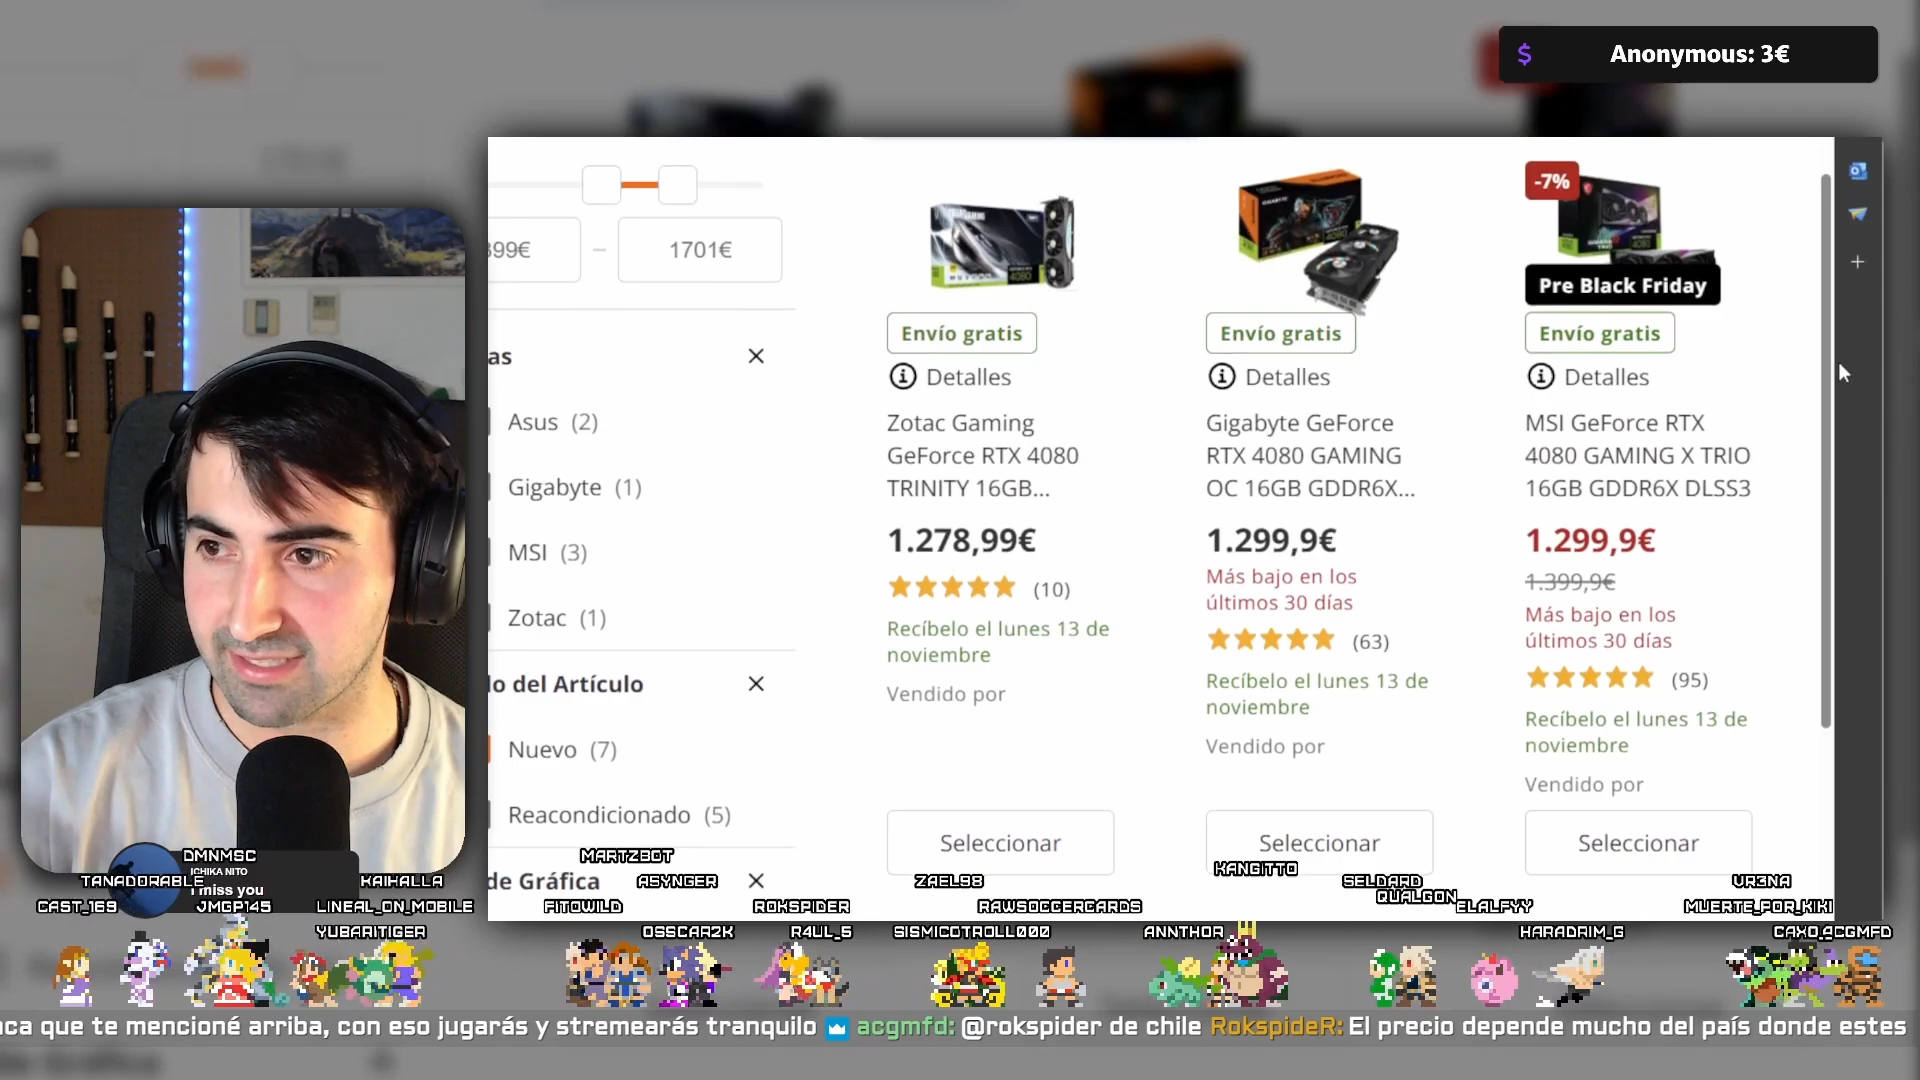 $ Anonymous: 3€
399€ – 1701€
as
Asus (2)
Gigabyte (1)
MSI (3)
Zotac (1)
lo del Artículo
Nuevo (7)
Reacondicionado (5)
de Gráfica
Envío gratis
Detalles
Zotac Gaming
GeForce RTX 4080
TRINITY 16GB...
1.278,99€
(10)
Recíbelo el lunes 13 de
noviembre
Vendido por
Seleccionar
Envío gratis
Detalles
Gigabyte GeForce
RTX 4080 GAMING
OC 16GB GDDR6X...
1.299,9€
Más bajo en los
últimos 30 días
(63)
Recíbelo el lunes 13 de
noviembre
Vendido por
Seleccionar
-7%
Pre Black Friday
Envío gratis
Detalles
MSI GeForce RTX
4080 GAMING X TRIO
16GB GDDR6X DLSS3
1.299,9€
1.399,9€
Más bajo en los
últimos 30 días
(95)
Recíbelo el lunes 13 de
noviembre
Vendido por
Seleccionar
DMNMSC
ICHIKA NITO
I miss you
TANADORABLE
KAIHALLA
CAST_169
JMGP145
LINEAL_ON_MOBILE
YUBARITIGER
MARTZBOT
ASYNGER
FITOWILD
ROKSPIDER
OSSCAR2K
R4UL_5
ZAEL98
RAWSOCCERCARDS
SISMICOTROLL000
KANGITTO
ANNTHOR
SELDARD
QUALGON
ELALFYY
HARADRIM_G
VR3NA
MUERTE_POR_KIKI
CAXO_ACGMFD
aca que te mencioné arriba, con eso jugarás y stremearás tranquilo acgmfd: @rokspider de chile RokspideR: El precio depende mucho del país donde estes